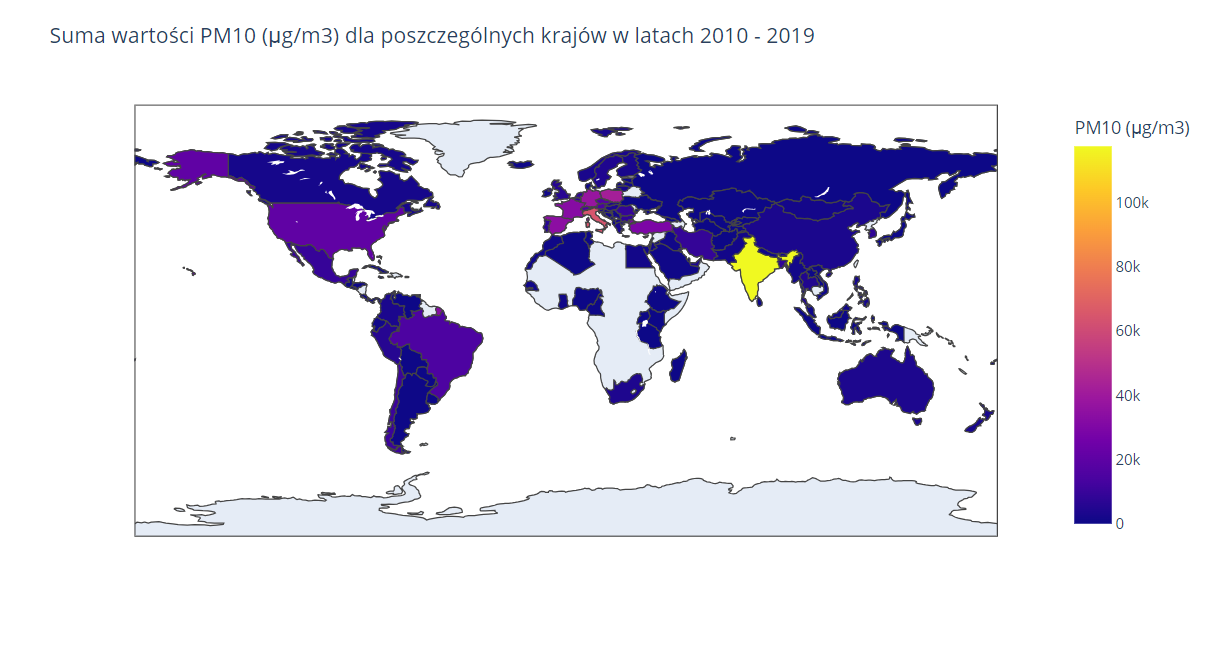 Suma wartości PM10 (μg/m3) dla poszczególnych krajów w latach 2010 - 2019
PM10 (μg/m3)
100k
80k
60k
40k
20k
0